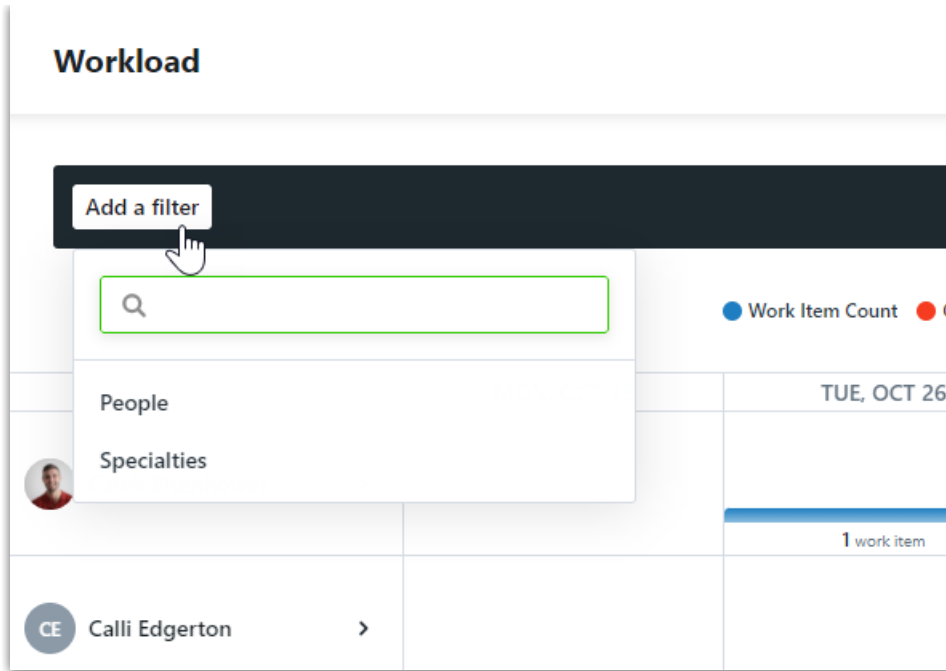 Workload
Add a filter
Work Item Count
People
TUE, OCT 26
Specialties
1 work item
CE Calli Edgerton